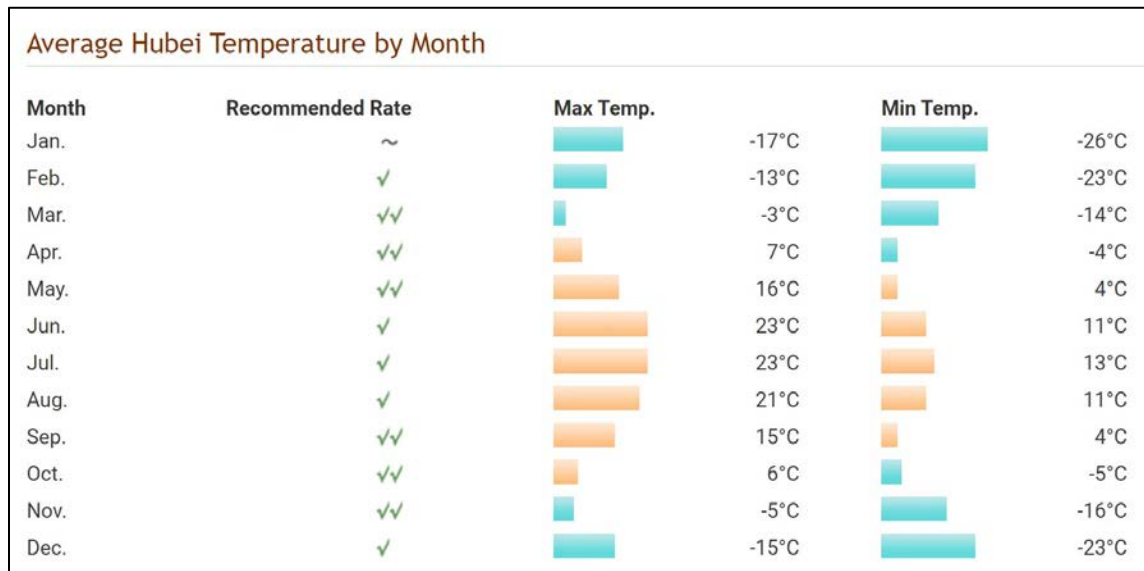 Average Hubei Temperature by Month
Month Recommended Rate Max Temp. Min Temp.
Jan. ~ -17°C -26°C
Feb. √ -13°C -23°C
Mar. √√ -3°C -14°C
Apr. √√ 7°C -4°C
May. √√ 16°C 4°C
Jun. √ 23°C 11°C
Jul. √ 23°C 13°C
Aug. √ 21°C 11°C
Sep. √√ 15°C 4°C
Oct. √√ 6°C -5°C
Nov. √√ -5°C -16°C
Dec. √ -15°C -23°C